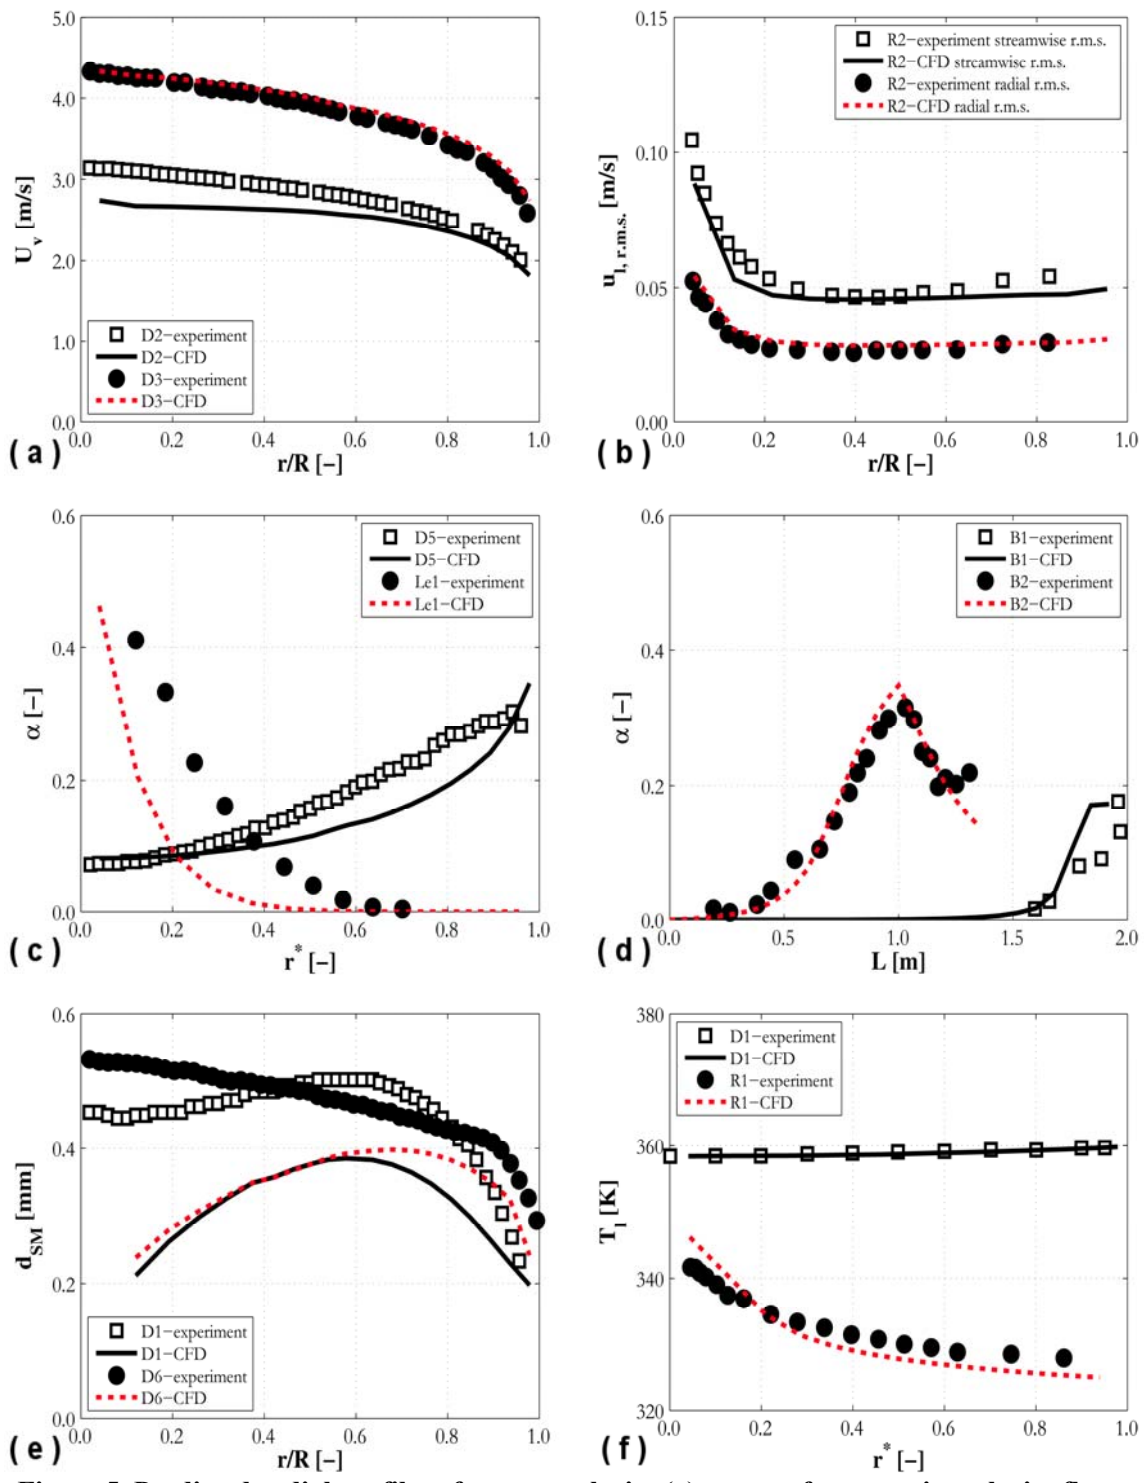 5.0
4.0
3.0
2.0
1.0
0.0
U_v [m/s]
D2−experiment
D2−CFD
D3−experiment
D3−CFD
0.0 0.2 0.4 0.6 0.8 1.0
r/R [−]
(a)
0.15
0.10
0.05
0.00
u_l, r.m.s. [m/s]
R2−experiment streamwise r.m.s.
R2−CFD streamwise r.m.s.
R2−experiment radial r.m.s.
R2−CFD radial r.m.s.
0.0 0.2 0.4 0.6 0.8 1.0
r/R [−]
(b)
0.6
0.4
0.2
0.0
α [−]
D5−experiment
D5−CFD
Le1−experiment
Le1−CFD
0.0 0.2 0.4 0.6 0.8 1.0
r* [−]
(c)
0.6
0.4
0.2
0.0
α [−]
B1−experiment
B1−CFD
B2−experiment
B2−CFD
0.0 0.5 1.0 1.5 2.0
L [m]
(d)
0.6
0.4
0.2
0.0
d_SM [mm]
D1−experiment
D1−CFD
D6−experiment
D6−CFD
0.0 0.2 0.4 0.6 0.8 1.0
r/R [−]
(e)
380
360
340
320
T_l [K]
D1−experiment
D1−CFD
R1−experiment
R1−CFD
0.0 0.2 0.4 0.6 0.8 1.0
r* [−]
(f)